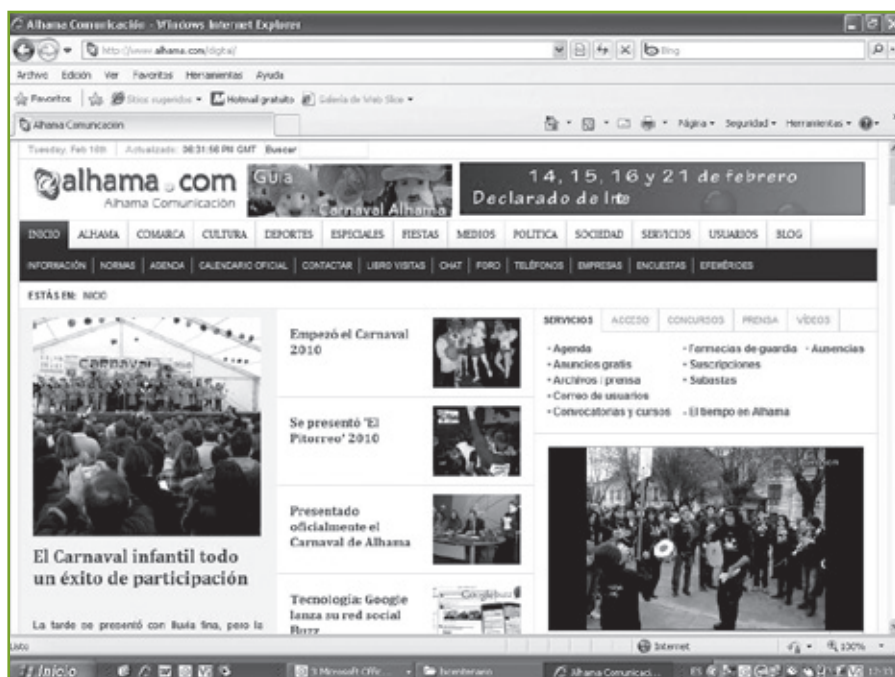 Alhama Comunicación - Windows Internet Explorer
http://www.alhama.com/digital/
Bing
Archivo Edición Ver Favoritos Herramientas Ayuda
Favoritos Sitios sugeridos Hotmail gratuito Galería de Web Slice
Alhama Comunicación
Página Seguridad Herramientas
Tuesday, Feb 16th Actualizado: 06:31:56 PM GMT Buscar
alhama.com
Alhama Comunicación
Guía
Carnaval Alhama
14, 15, 16 y 21 de febrero
Declarado de Inte
INICIO ALHAMA COMARCA CULTURA DEPORTES ESPECIALES FIESTAS MEDIOS POLITICA SOCIEDAD SERVICIOS USUARIOS BLOG
INFORMACIÓN NORMAS AGENDA CALENDARIO OFICIAL CONTACTAR LIBRO VISITAS CHAT FORO TELÉFONOS EMPRESAS ENCUESTAS EFEMÉRIDES
ESTÁS EN: INICIO
CARNAVAL
El Carnaval infantil todo
un éxito de participación
La tarde se presentó con lluvia fina, pero la
Empezó el Carnaval
2010
Se presentó 'El
Pitorreo' 2010
Presentado
oficialmente el
Carnaval de Alhama
Tecnología: Google
lanza su red social
Buzz
SERVICIOS ACCESO CONCURSOS PRENSA VÍDEOS
- Agenda - Farmacias de guardia - Ausencias
- Anuncios gratis - Suscripciones
- Archivos prensa - Subastas
- Correo de usuarios
- Convocatorias y cursos - El tiempo en Alhama
Listo Internet 100%
Inicio 3 Microsoft Offic... bicentenario Alhama Comunicaci... ES